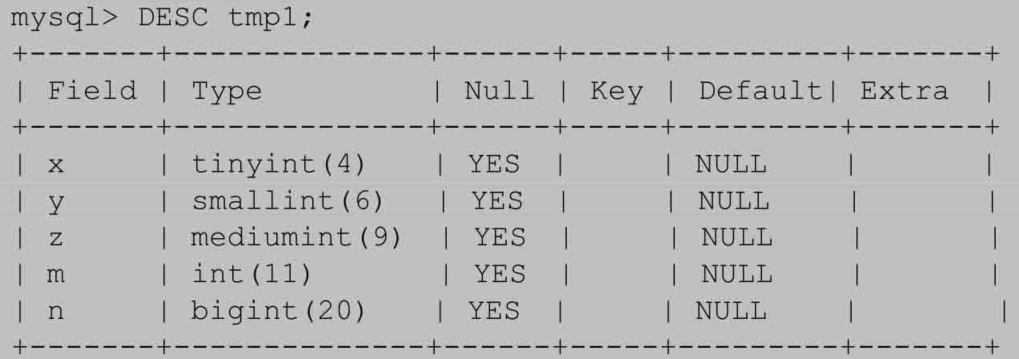 mysql> DESC tmp1;
+-------+--------------+------+-----+---------+-------+
| Field | Type         | Null | Key | Default| Extra  |
+-------+--------------+------+-----+---------+-------+
| x     | tinyint(4)    | YES  |     | NULL    |       |
| y     | smallint(6)   | YES  |     | NULL    |       |
| z     | mediumint(9)  | YES |      | NULL    |       |
| m     | int(11)       | YES  |     | NULL    |       |
| n     | bigint(20)    | YES  |     | NULL    |        |
+-------+--------------+------+-----+---------+-------+